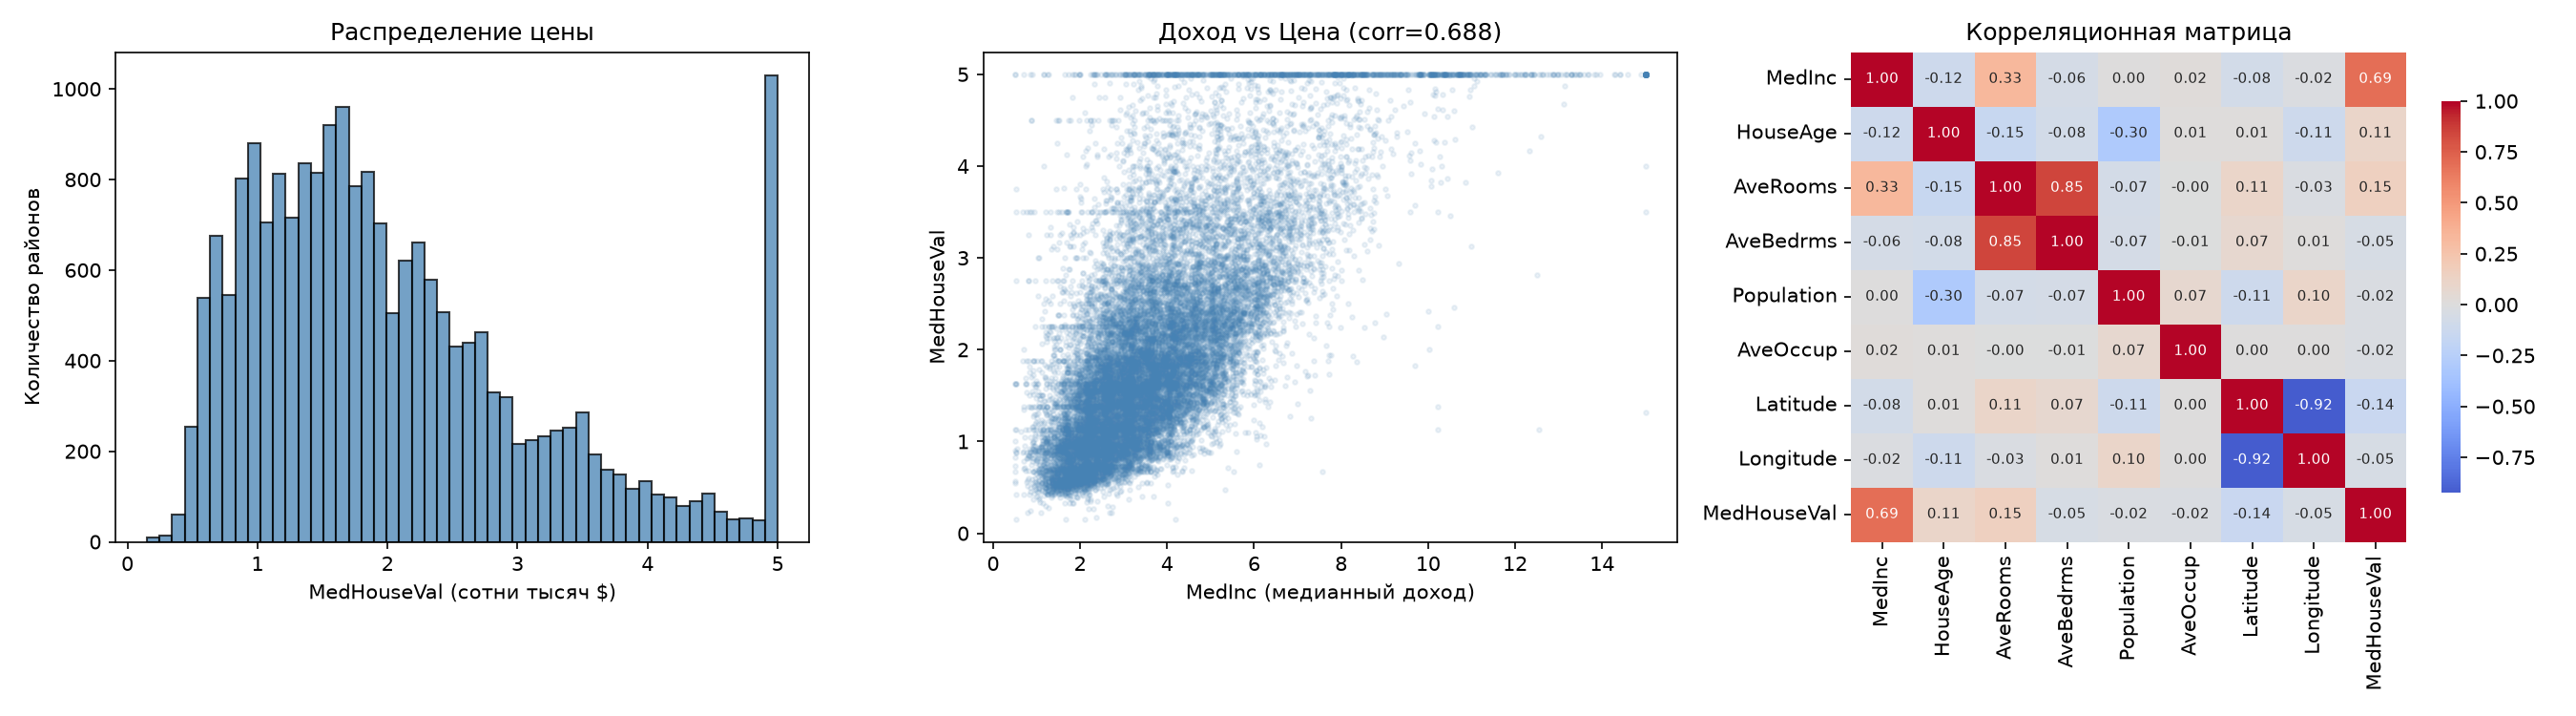 Распределение цены
Количество районов
1000
800
600
400
200
0
0 1 2 3 4 5
MedHouseVal (сотни тысяч $)
Доход vs Цена (corr=0.688)
MedHouseVal
5
4
3
2
1
0
0 2 4 6 8 10 12 14
MedInc (медианный доход)
Корреляционная матрица
MedInc 1.00 -0.12 0.33 -0.06 0.00 0.02 -0.08 -0.02 0.69
HouseAge -0.12 1.00 -0.15 -0.08 -0.30 0.01 0.01 -0.11 0.11
AveRooms 0.33 -0.15 1.00 0.85 -0.07 -0.00 0.11 -0.03 0.15
AveBedrms -0.06 -0.08 0.85 1.00 -0.07 -0.01 0.07 0.01 -0.05
Population 0.00 -0.30 -0.07 -0.07 1.00 0.07 -0.11 0.10 -0.02
AveOccup 0.02 0.01 -0.00 -0.01 0.07 1.00 0.00 0.00 -0.02
Latitude -0.08 0.01 0.11 0.07 -0.11 0.00 1.00 -0.92 -0.14
Longitude -0.02 -0.11 -0.03 0.01 0.10 0.00 -0.92 1.00 -0.05
MedHouseVal 0.69 0.11 0.15 -0.05 -0.02 -0.02 -0.14 -0.05 1.00
MedInc HouseAge AveRooms AveBedrms Population AveOccup Latitude Longitude MedHouseVal
1.00
0.75
0.50
0.25
0.00
−0.25
−0.50
−0.75